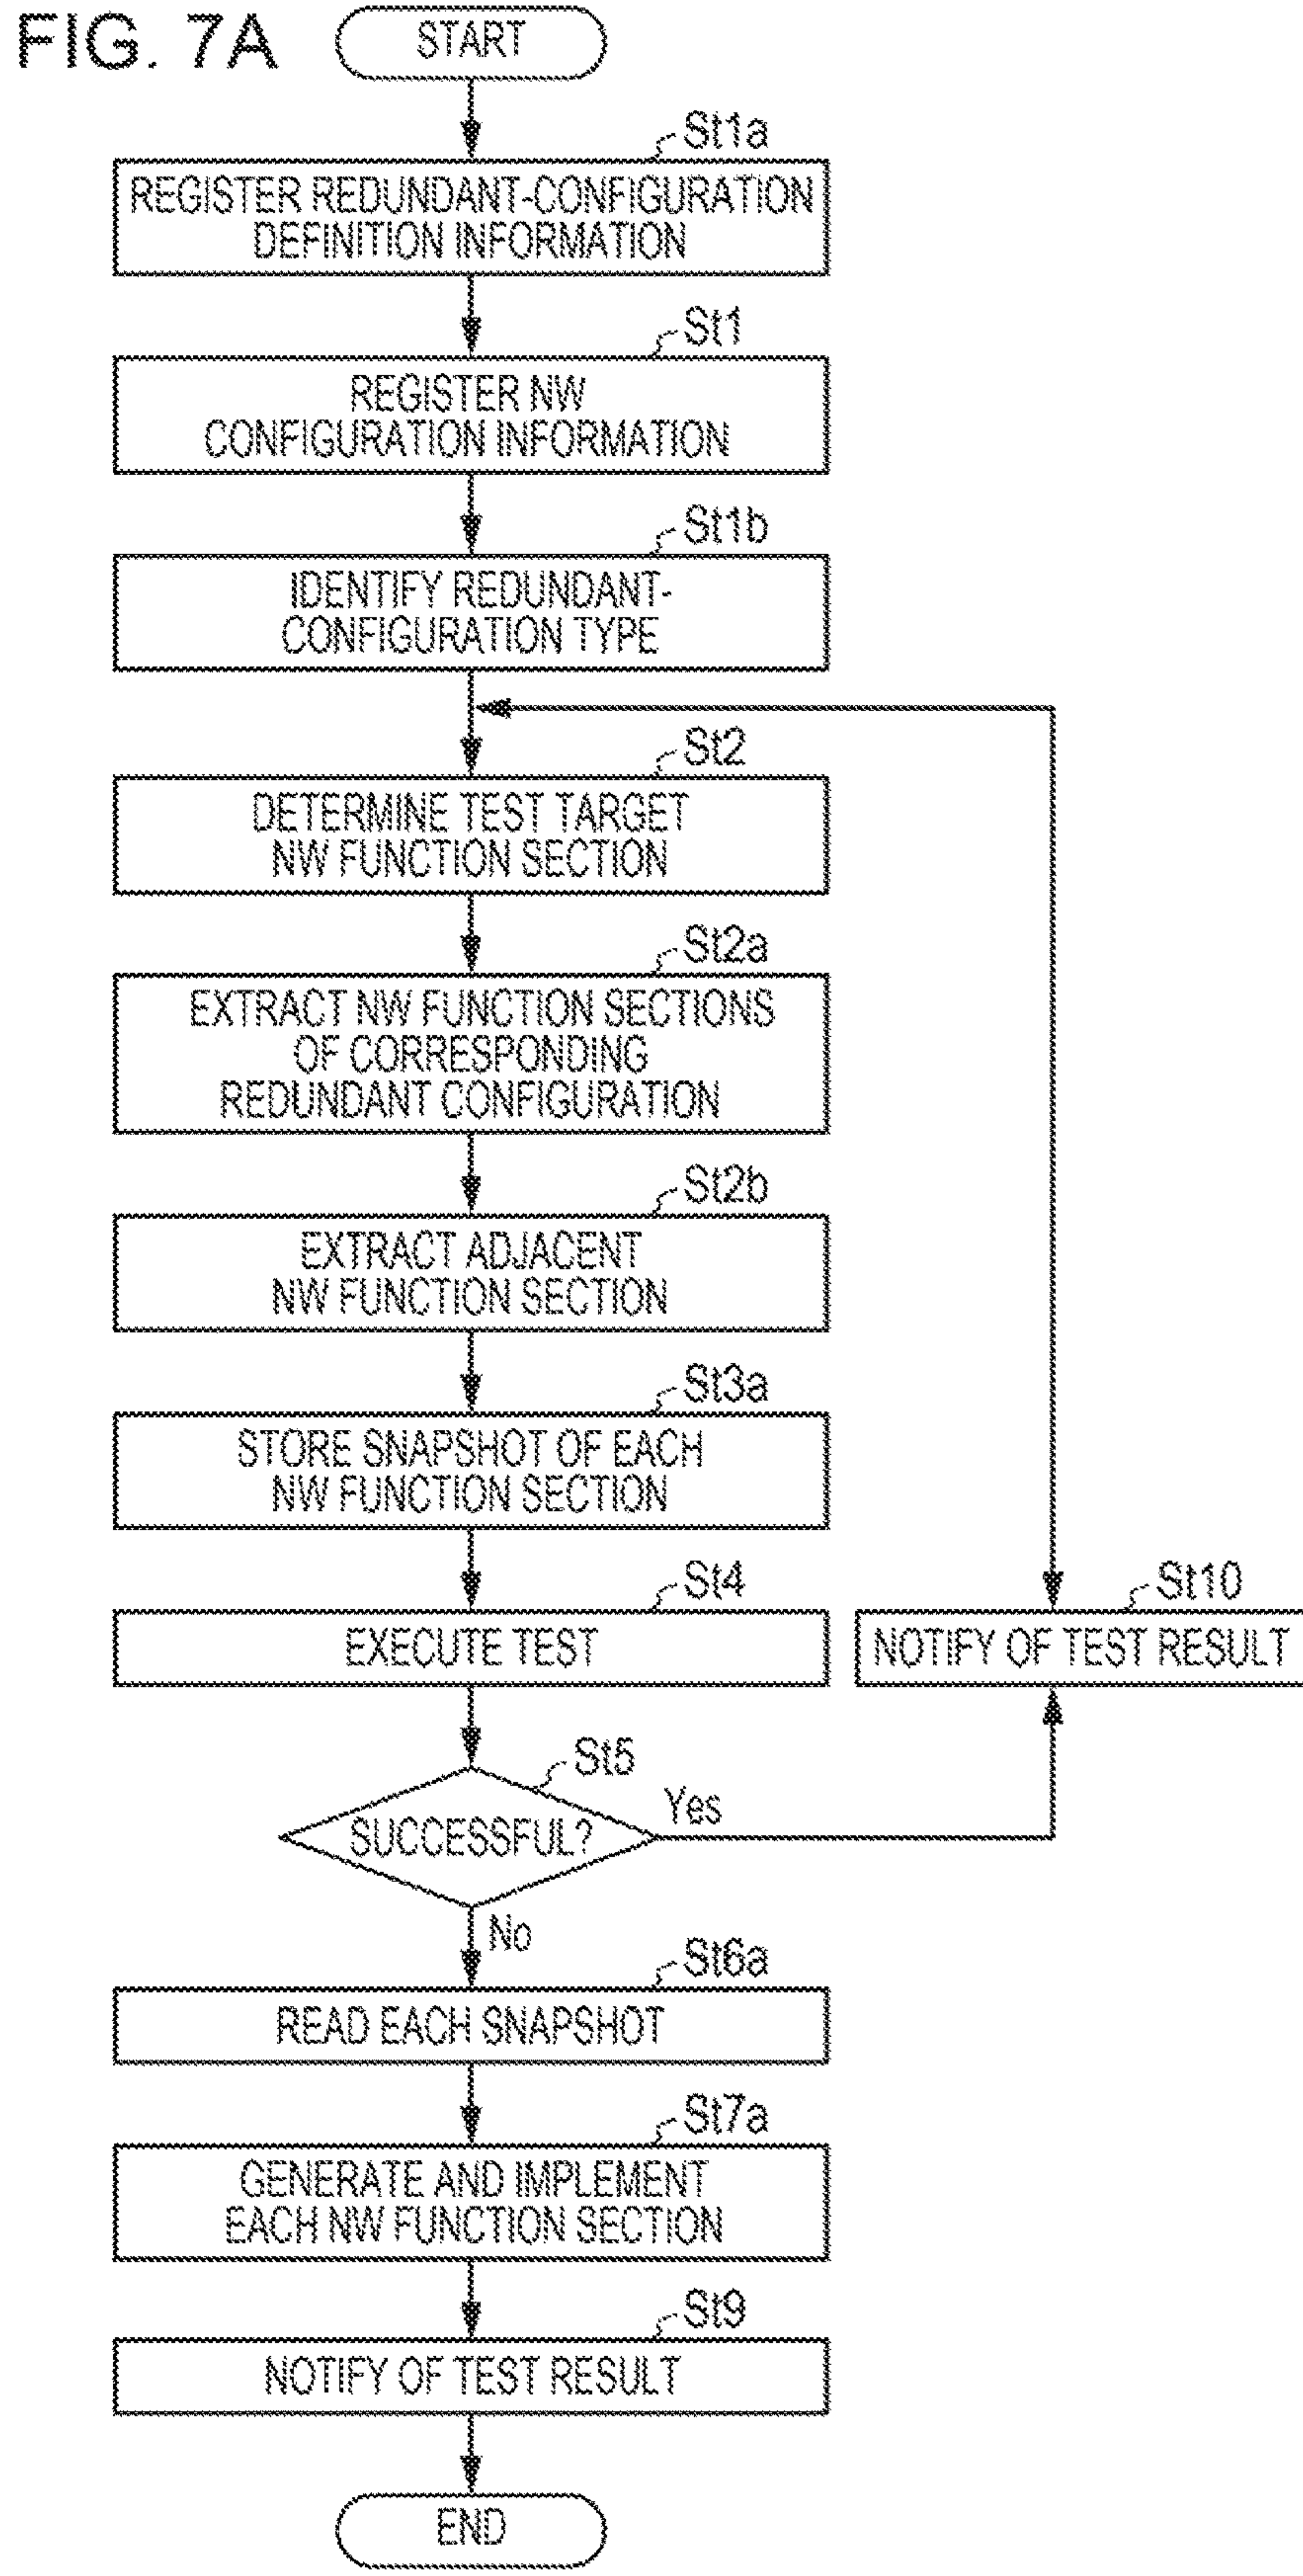 FIG. 7A
START
St1a
REGISTER REDUNDANT-CONFIGURATION
DEFINITION INFORMATION
St1
REGISTER NW
CONFIGURATION INFORMATION
St1b
IDENTIFY REDUNDANT-
CONFIGURATION TYPE
St2
DETERMINE TEST TARGET
NW FUNCTION SECTION
St2a
EXTRACT NW FUNCTION SECTIONS
OF CORRESPONDING
REDUNDANT CONFIGURATION
St2b
EXTRACT ADJACENT
NW FUNCTION SECTION
St3a
STORE SNAPSHOT OF EACH
NW FUNCTION SECTION
St4
EXECUTE TEST
St10
NOTIFY OF TEST RESULT
St5
SUCCESSFUL?
Yes
No
St6a
READ EACH SNAPSHOT
St7a
GENERATE AND IMPLEMENT
EACH NW FUNCTION SECTION
St9
NOTIFY OF TEST RESULT
END